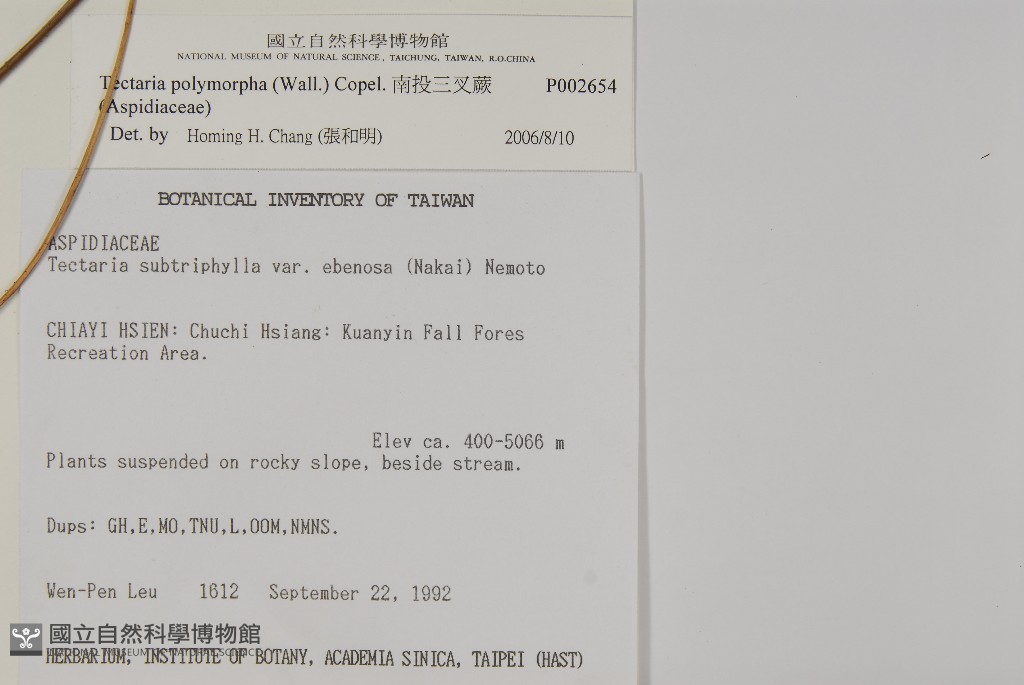 國立自然科學博物館
NATIONAL MUSEUM OF NATURAL SCIENCE, TAICHUNG, TAIWAN, R.O.CHINA
Tectaria polymorpha (Wall.) Copel. 南投三叉蕨 P002654
(Aspidiaceae)
Det. by Homing H. Chang (張和明) 2006/8/10
BOTANICAL INVENTORY OF TAIWAN
ASPIDIACEAE
Tectaria subtriphylla var. ebenosa (Nakai) Nemoto
CHIAYI HSIEN: Chuchi Hsiang: Kuanyin Fall Fores
Recreation Area.
Elev ca. 400-5066 m
Plants suspended on rocky slope, beside stream.
Dups: GH,E,MO,TNU,L,OOM,NMNS.
Wen-Pen Leu 1612 September 22, 1992
國立自然科學博物館
NATIONAL MUSEUM OF NATURAL SCIENCE
HERBARIUM, INSTITUTE OF BOTANY, ACADEMIA SINICA, TAIPEI (HAST)